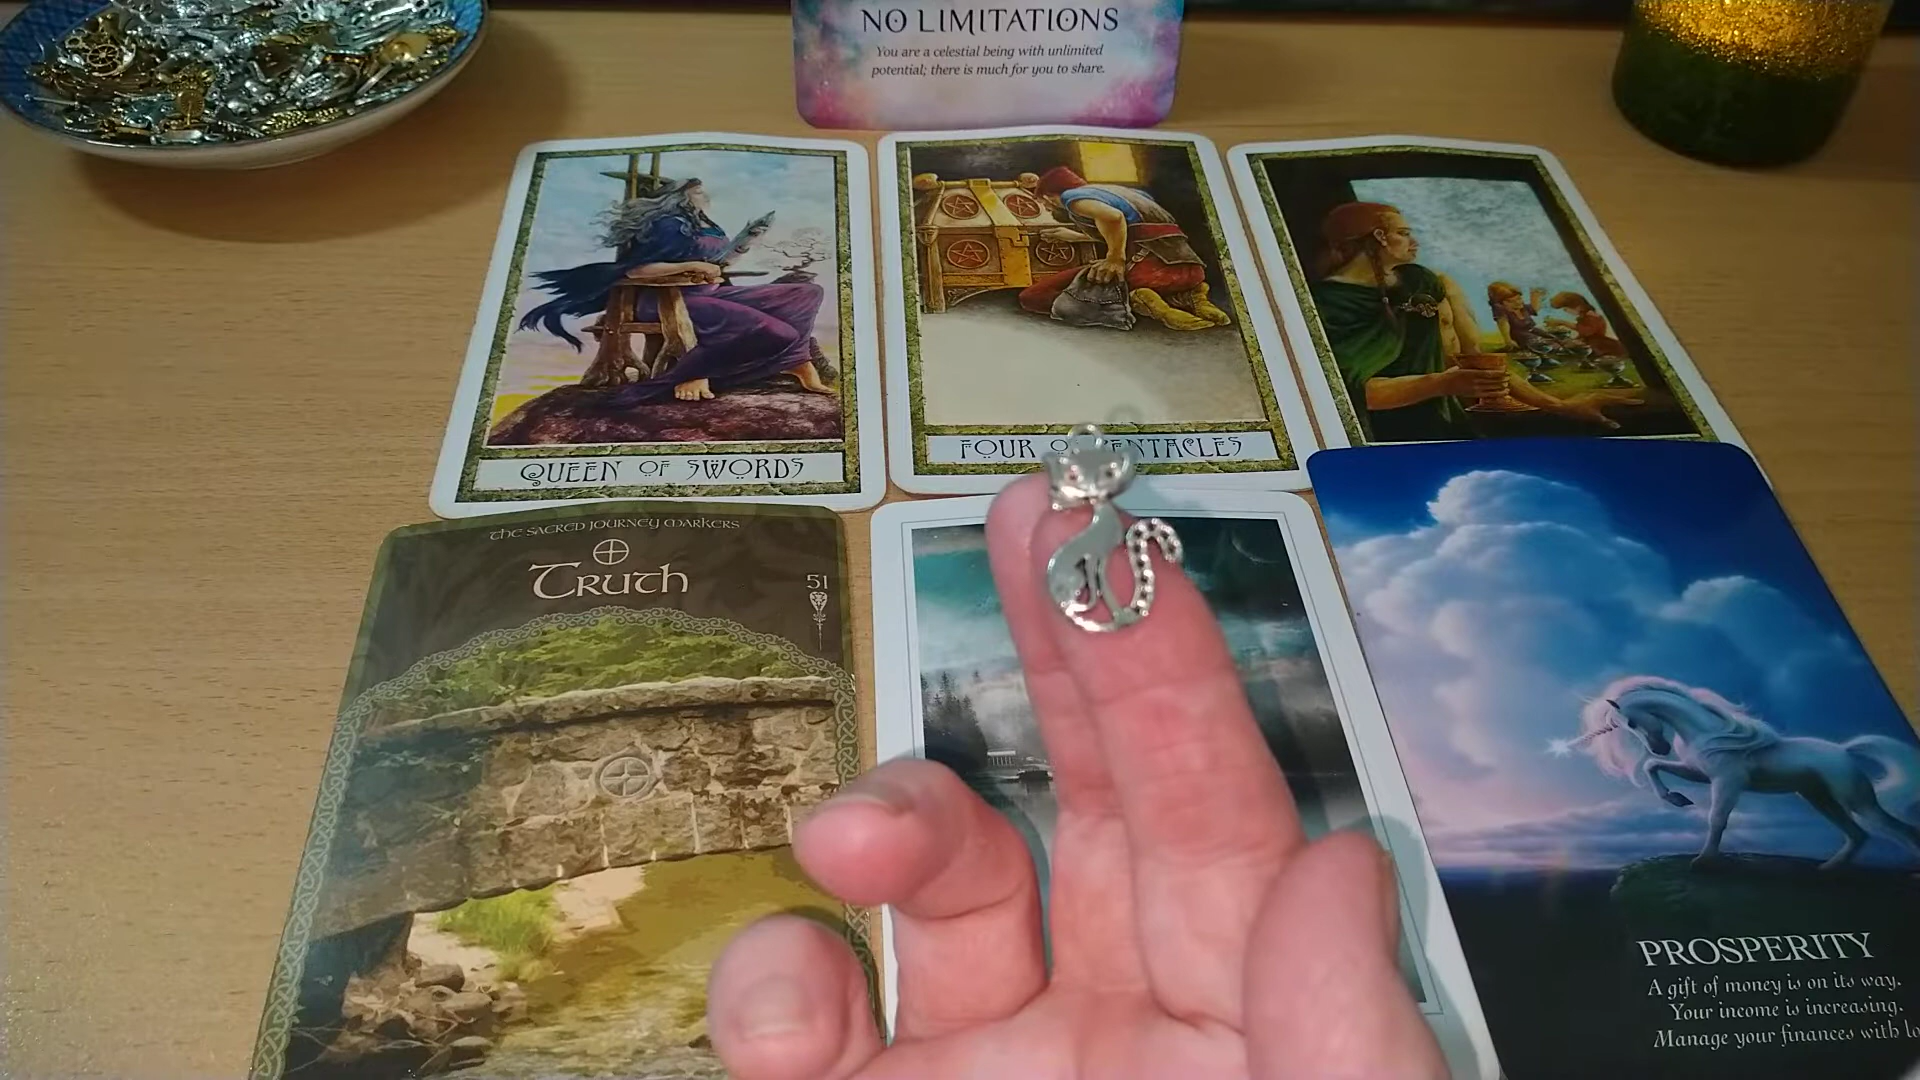 NO LIMITATIONS
You are a celestial being with unlimited
potential; there is much for you to share.
QUEEN OF SWORDS
FOUR OF PENTACLES
THE SACRED JOURNEY MARKERS
TRUTH
51
PROSPERITY
A gift of money is on its way.
Your income is increasing.
Manage your finances with